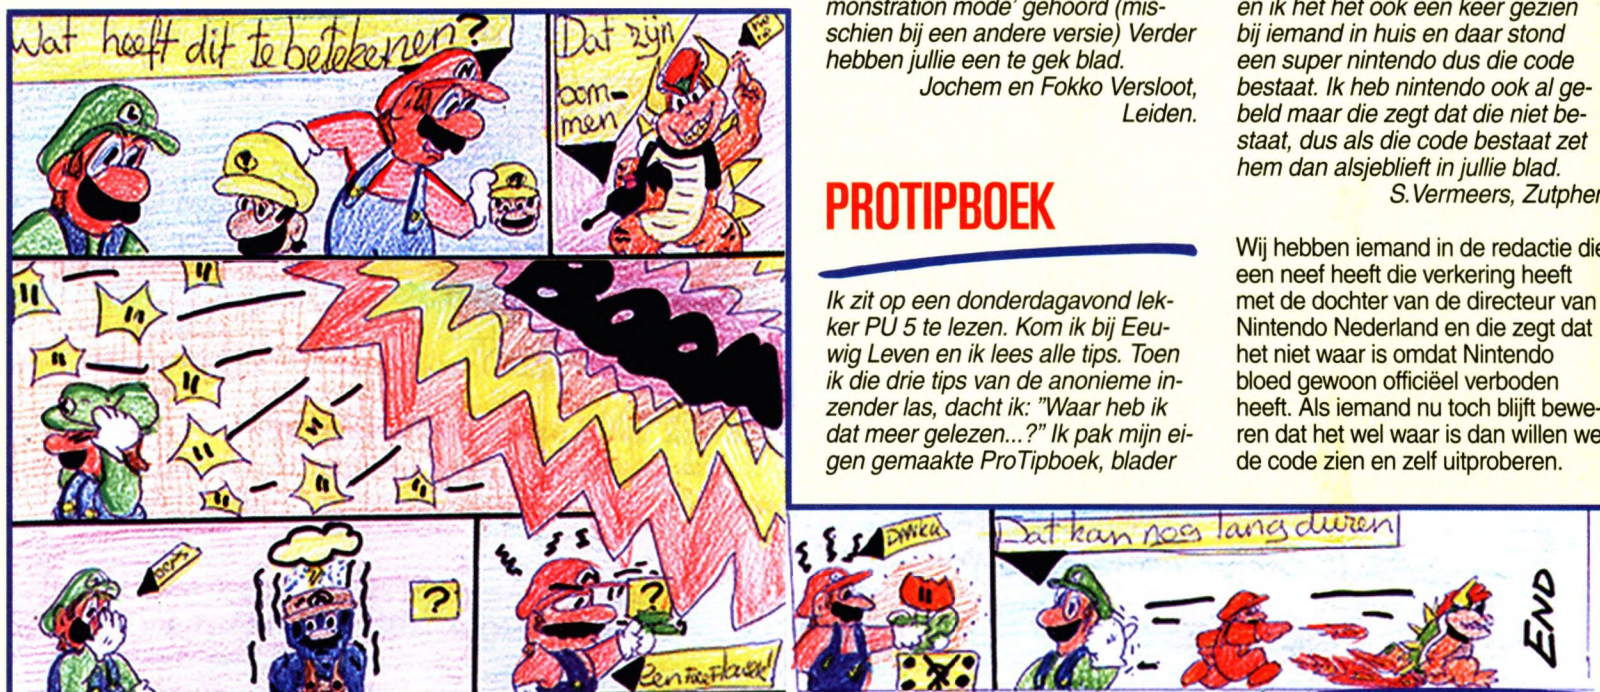 Wat heeft dit te betekenen?
Dat zijn
bom-
men
BOOM
oeps
?
?
Een
DANKU
Dat kan nog lang duren
END
monstration mode' gehoord (mis-
schien bij een andere versie) Verder
hebben jullie een te gek blad.
Jochem en Fokko Versloot,
Leiden.
PROTIPBOEK
Ik zit op een donderdagavond lek-
ker PU 5 te lezen. Kom ik bij Eeu-
wig Leven en ik lees alle tips. Toen
ik die drie tips van de anonieme in-
zender las, dacht ik: "Waar heb ik
dat meer gelezen...?" Ik pak mijn ei-
gen gemaakte ProTipboek, blader
en ik het het ook een keer gezien
bij iemand in huis en daar stond
een super nintendo dus die code
bestaat. Ik heb nintendo ook al ge-
beld maar die zegt dat die niet be-
staat, dus als die code bestaat zet
hem dan alsjeblieft in jullie blad.
S.Vermeers, Zutphen
Wij hebben iemand in de redactie die
een neef heeft die verkering heeft
met de dochter van de directeur van
Nintendo Nederland en die zegt dat
het niet waar is omdat Nintendo
bloed gewoon officiëel verboden
heeft. Als iemand nu toch blijft bewe-
ren dat het wel waar is dan willen we
de code zien en zelf uitproberen.